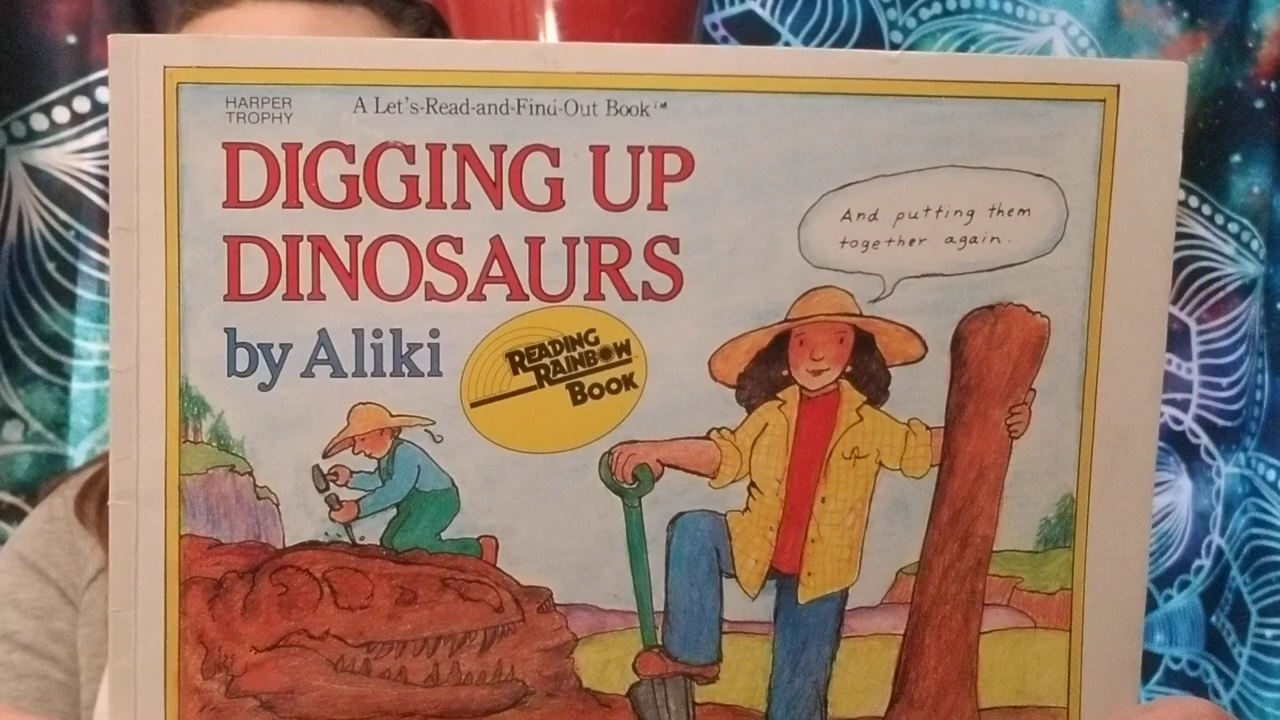 HARPER
TROPHY
A Let's-Read-and-Find-Out Book™
DIGGING UP
DINOSAURS
by Aliki
READING
RAINBOW
BOOK
And putting them
together again.